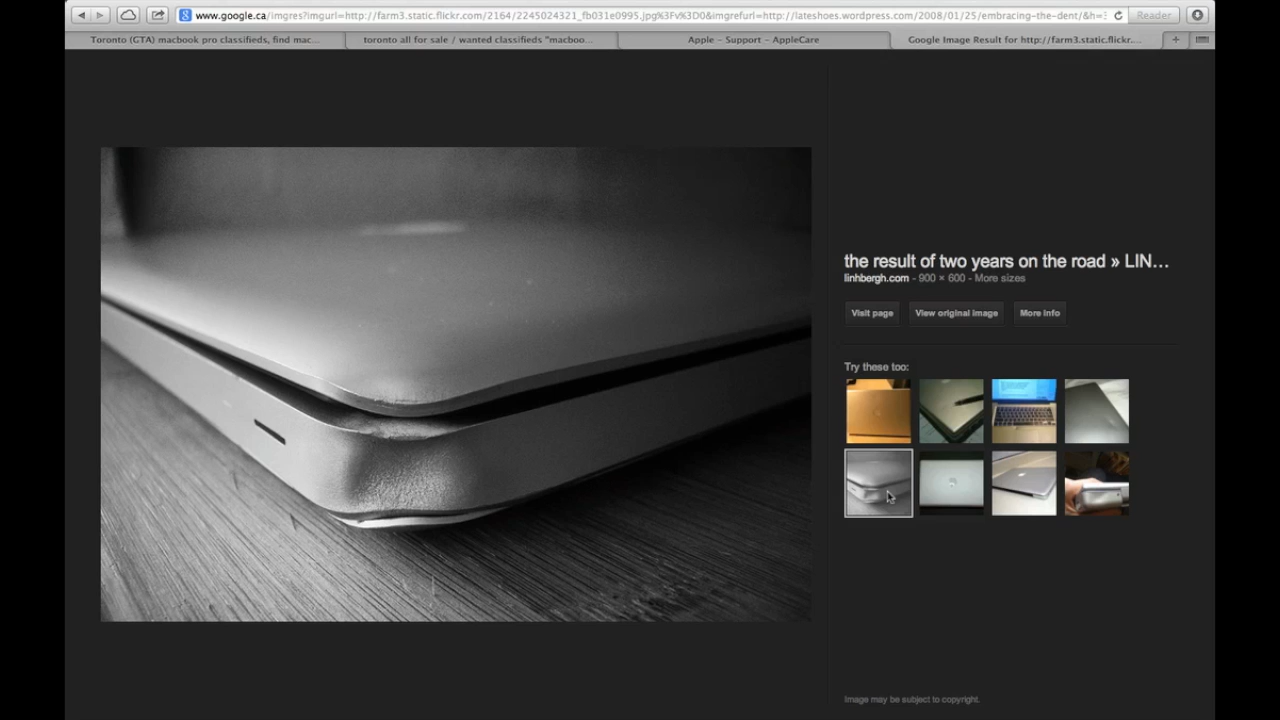 www.google.ca/imgres?imgurl=http://farm3.static.flickr.com/2164/2245024321_fb031e0995.jpg%3Fv%3D0&imgrefurl=http://lateshoes.wordpress.com/2008/01/25/embracing-the-dent/&h=
Reader
Toronto (GTA) macbook pro classifieds, find mac...
toronto all for sale / wanted classifieds "macboo...
Apple – Support – AppleCare
Google Image Result for http://farm3.static.flickr....
the result of two years on the road » LIN...
linhbergh.com - 900 × 600 - More sizes
Visit page
View original image
More info
Try these too:
Image may be subject to copyright.